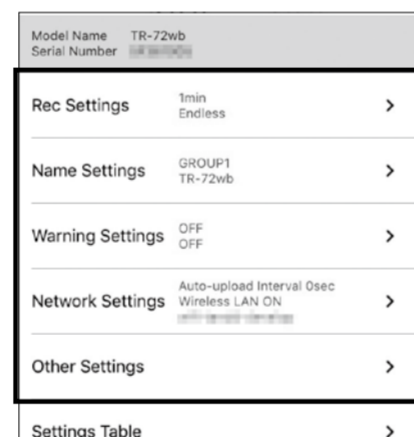 Model Name TR-72wb
Serial Number
Rec Settings 1min
Endless
Name Settings GROUP1
TR-72wb
Warning Settings OFF
OFF
Network Settings Auto-upload Interval 0sec
Wireless LAN ON
Other Settings
Settings Table